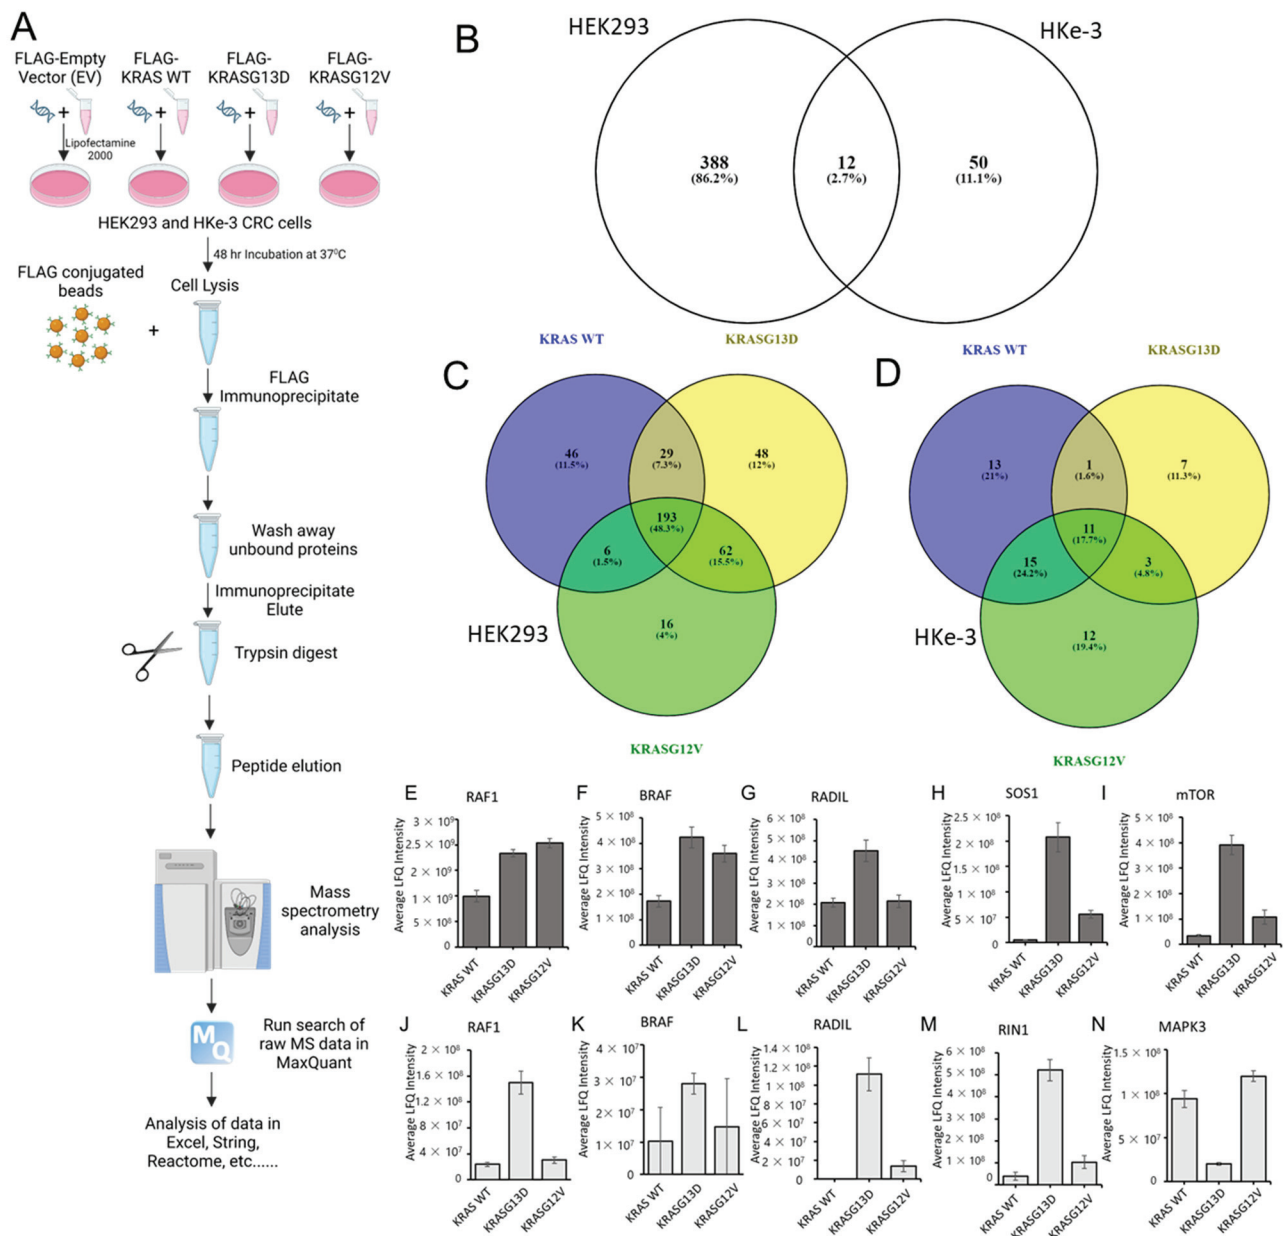 A
FLAG-Empty
Vector (EV)
FLAG-
KRAS WT
FLAG-
KRASG13D
FLAG-
KRASG12V
+
+
+
+
Lipofectamine
2000
HEK293 and HKe-3 CRC cells
48 hr Incubation at 37⁰C
FLAG conjugated
beads
Cell Lysis
+
FLAG
Immunoprecipitate
Wash away
unbound proteins
Immunoprecipitate
Elute
Trypsin digest
Peptide elution
Mass
spectrometry
analysis
MQ
Run search of
raw MS data in
MaxQuant
Analysis of data in
Excel, String,
Reactome, etc......
B
HEK293
HKe-3
388
(86.2%)
12
(2.7%)
50
(11.1%)
C
KRAS WT
KRASG13D
46
(11.5%)
29
(7.3%)
48
(12%)
193
(48.3%)
6
(1.5%)
62
(15.5%)
16
(4%)
HEK293
KRASG12V
D
KRAS WT
KRASG13D
13
(21%)
1
(1.6%)
7
(11.3%)
11
(17.7%)
15
(24.2%)
3
(4.8%)
12
(19.4%)
HKe-3
KRASG12V
E
RAF1
Average LFQ Intensity
3 × 10⁹
2.5 × 10⁹
2 × 10⁹
1 × 10⁹
5 × 10⁸
0
KRAS WT
KRASG13D
KRASG12V
F
BRAF
Average LFQ Intensity
5 × 10⁸
4 × 10⁸
3 × 10⁸
2 × 10⁸
1 × 10⁸
0
KRAS WT
KRASG13D
KRASG12V
G
RADIL
Average LFQ Intensity
6 × 10⁸
5 × 10⁸
4 × 10⁸
2 × 10⁸
1 × 10⁸
0
KRAS WT
KRASG13D
KRASG12V
H
SOS1
Average LFQ Intensity
2.5 × 10⁸
2 × 10⁸
2 × 10⁸
1 × 10⁸
5 × 10⁷
0
KRAS WT
KRASG13D
KRASG12V
I
mTOR
Average LFQ Intensity
5 × 10⁸
4 × 10⁸
3 × 10⁸
2 × 10⁸
1 × 10⁸
0
KRAS WT
KRASG13D
KRASG12V
J
RAF1
Average LFQ Intensity
2 × 10⁸
1.6 × 10⁸
1.2 × 10⁸
8 × 10⁷
4 × 10⁷
0
KRAS WT
KRASG13D
KRASG12V
K
BRAF
Average LFQ Intensity
4 × 10⁷
3 × 10⁷
2 × 10⁷
1 × 10⁷
0
KRAS WT
KRASG13D
KRASG12V
L
RADIL
Average LFQ Intensity
1.4 × 10⁸
1.2 × 10⁸
1 × 10⁸
8 × 10⁷
6 × 10⁷
4 × 10⁷
2 × 10⁷
0
KRAS WT
KRASG13D
KRASG12V
M
RIN1
Average LFQ Intensity
6 × 10⁸
5 × 10⁸
4 × 10⁸
3 × 10⁸
2 × 10⁸
1 × 10⁸
0
KRAS WT
KRASG13D
KRASG12V
N
MAPK3
Average LFQ Intensity
1.5 × 10⁸
1 × 10⁸
5 × 10⁷
0
KRAS WT
KRASG13D
KRASG12V